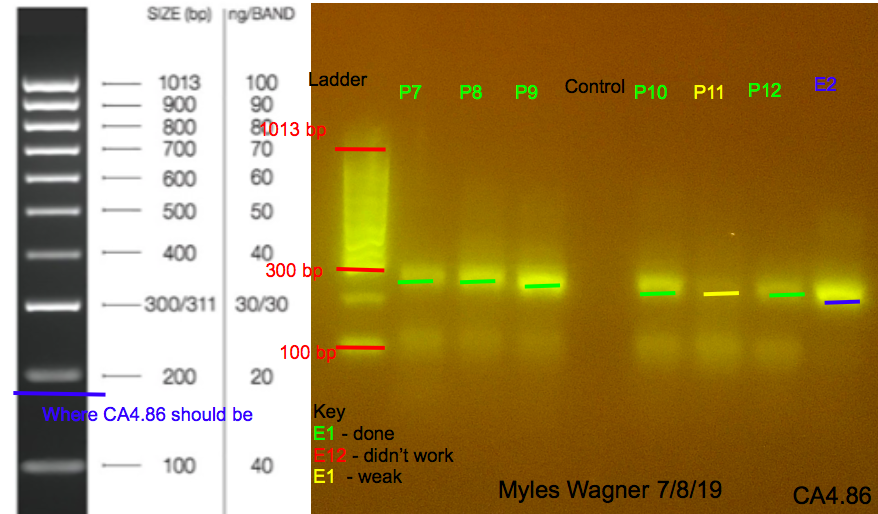 SIZE (bp) ng/BAND
1013 100
900 90
800 80
700 70
600 60
500 50
400 40
300/311 30/30
200 20
Where CA4.86 should be
100 40
Ladder P7 P8 P9 Control P10 P11 P12 E2
1013 bp
300 bp
100 bp
Key
E1 - done
E12 - didn't work
E1 - weak
Myles Wagner 7/8/19
CA4.86